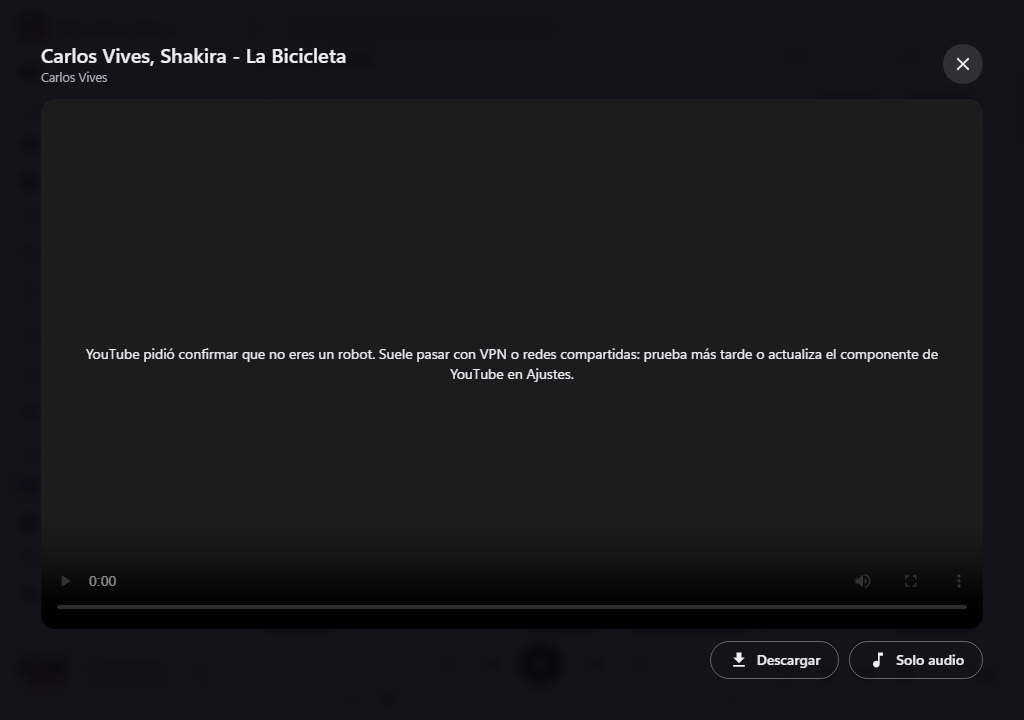 Carlos Vives, Shakira - La Bicicleta
Carlos Vives
YouTube pidió confirmar que no eres un robot. Suele pasar con VPN o redes compartidas: prueba más tarde o actualiza el componente de
YouTube en Ajustes.
0:00
Descargar
Solo audio